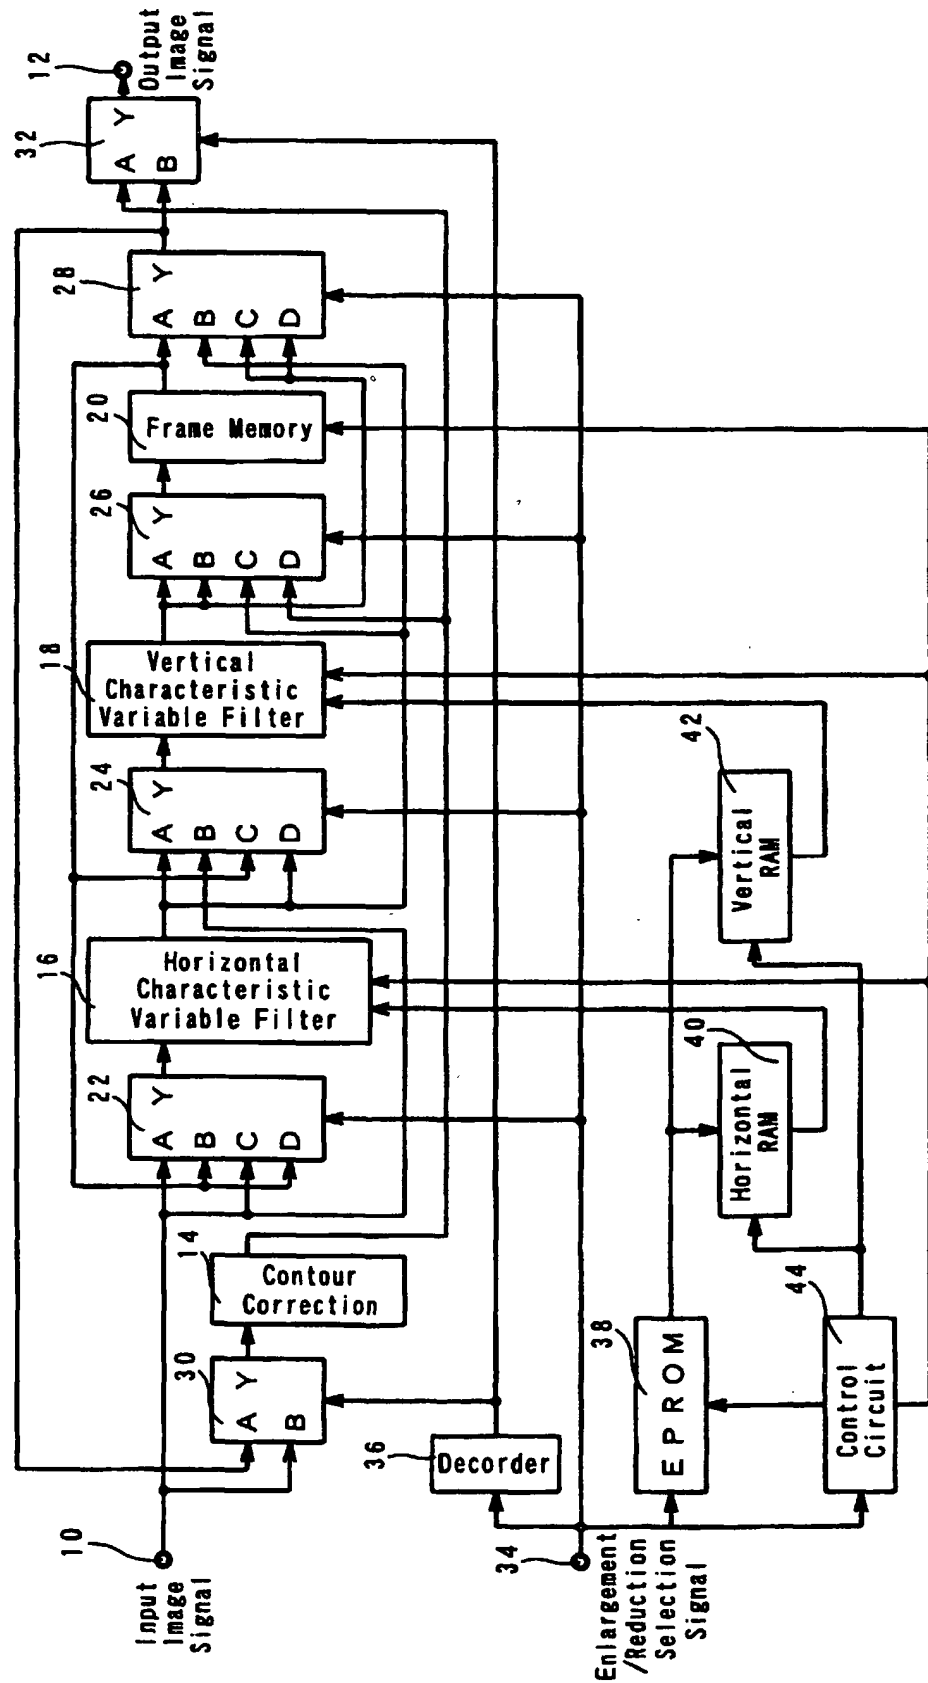 10
Input
Image
Signal
30
A Y
B
14
Contour
Correction
22
A Y
B
C
D
16
Horizontal
Characteristic
Variable Filter
24
A Y
B
C
D
18
Vertical
Characteristic
Variable Filter
26
A Y
B
C
D
20
Frame Memory
28
A Y
B
C
D
32
A Y
B
12
Output
Image
Signal
34
Enlargement
/Reduction
Selection
Signal
36
Decorder
38
EPROM
44
Control
Circuit
40
Horizontal
RAM
42
Vertical
RAM